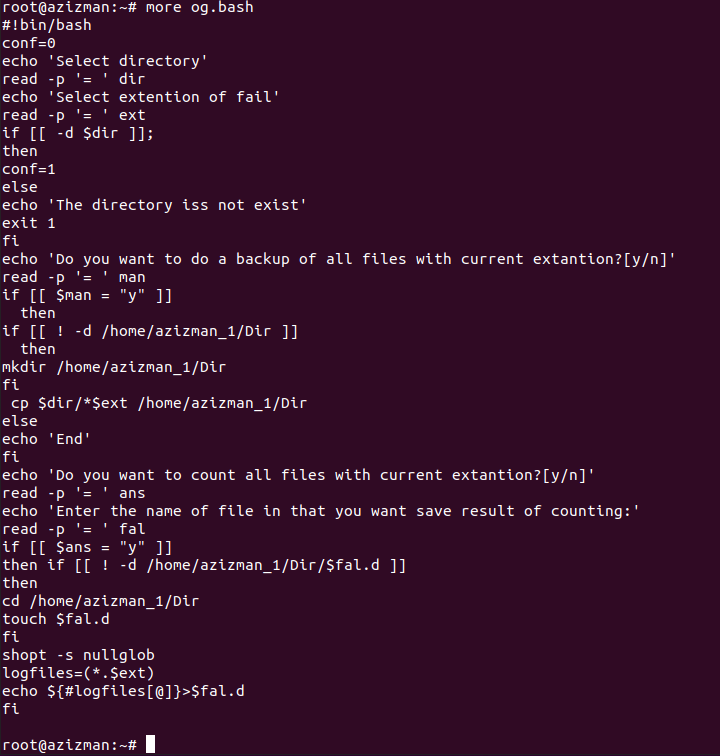 root@azizman:~# more og.bash
#!bin/bash
conf=0
echo 'Select directory'
read -p '= ' dir
echo 'Select extention of fail'
read -p '= ' ext
if [[ -d $dir ]];
then
conf=1
else
echo 'The directory iss not exist'
exit 1
fi
echo 'Do you want to do a backup of all files with current extantion?[y/n]'
read -p '= ' man
if [[ $man = "y" ]]
  then
if [[ ! -d /home/azizman_1/Dir ]]
  then
mkdir /home/azizman_1/Dir
fi
 cp $dir/*$ext /home/azizman_1/Dir
else
echo 'End'
fi
echo 'Do you want to count all files with current extantion?[y/n]'
read -p '= ' ans
echo 'Enter the name of file in that you want save result of counting:'
read -p '= ' fal
if [[ $ans = "y" ]]
then if [[ ! -d /home/azizman_1/Dir/$fal.d ]]
then
cd /home/azizman_1/Dir
touch $fal.d
fi
shopt -s nullglob
logfiles=(*.$ext)
echo ${#logfiles[@]}>$fal.d
fi
root@azizman:~#